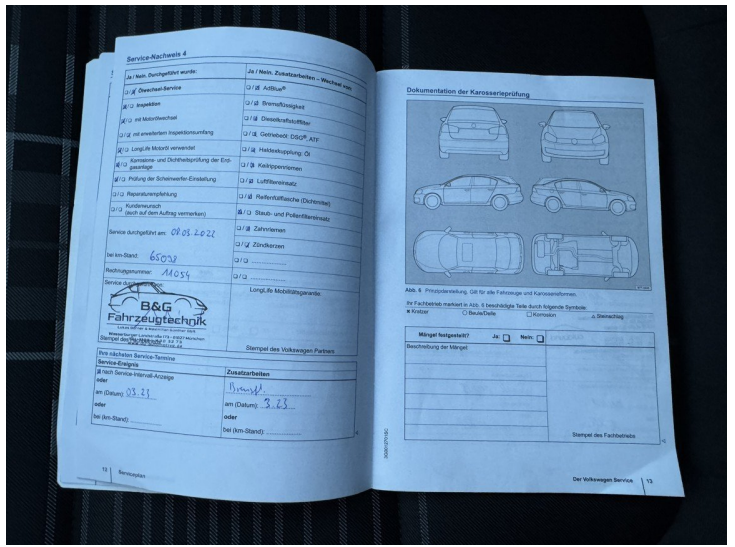 Service-Nachweis 4
Ja / Nein. Durchgeführt wurde:
Ölwechsel-Service
Inspektion
mit Motorölwechsel
mit erweitertem Inspektionsumfang
LongLife Motoröl verwendet
Korrosions- und Dichtheitsprüfung der Erd-
gasanlage
Prüfung der Scheinwerfer-Einstellung
Reparaturempfehlung
Kundenwunsch
(auch auf dem Auftrag vermerken)
Service durchgeführt am: 08.03.2022
bei km-Stand: 65098
Rechnungsnummer: 11054
Service durchgeführt
B&G
Fahrzeugtechnik
Stempel des Fachbetriebs
Ja / Nein. Zusatzarbeiten – Wechsel von:
AdBlue®
Bremsflüssigkeit
Dieselkraftstofffilter
Getriebeöl: DSG®, ATF
Haldexkupplung: Öl
Keilrippenriemen
Luftfiltereinsatz
Reifenfüllflasche (Dichtmittel)
Staub- und Pollenfiltereinsatz
Zahnriemen
Zündkerzen
LongLife Mobilitätsgarantie:
Stempel des Volkswagen Partners
Ihre nächsten Service-Termine
Service-Ereignis
nach Service-Intervall-Anzeige
oder
am (Datum): 03.23
oder
bei (km-Stand):
Zusatzarbeiten
Bremsfl.
am (Datum): 3.23
oder
bei (km-Stand):
12 Serviceplan
Dokumentation der Karosserieprüfung
Abb. 6 Prinzipdarstellung. Gilt für alle Fahrzeuge und Karosserieformen.
Ihr Fachbetrieb markiert in Abb. 6 beschädigte Teile durch folgende Symbole:
x Kratzer O Beule/Delle □ Korrosion △ Steinschlag
Mängel festgestellt? Ja: Nein:
Beschreibung der Mängel:
Stempel des Fachbetriebs
Der Volkswagen Service 13